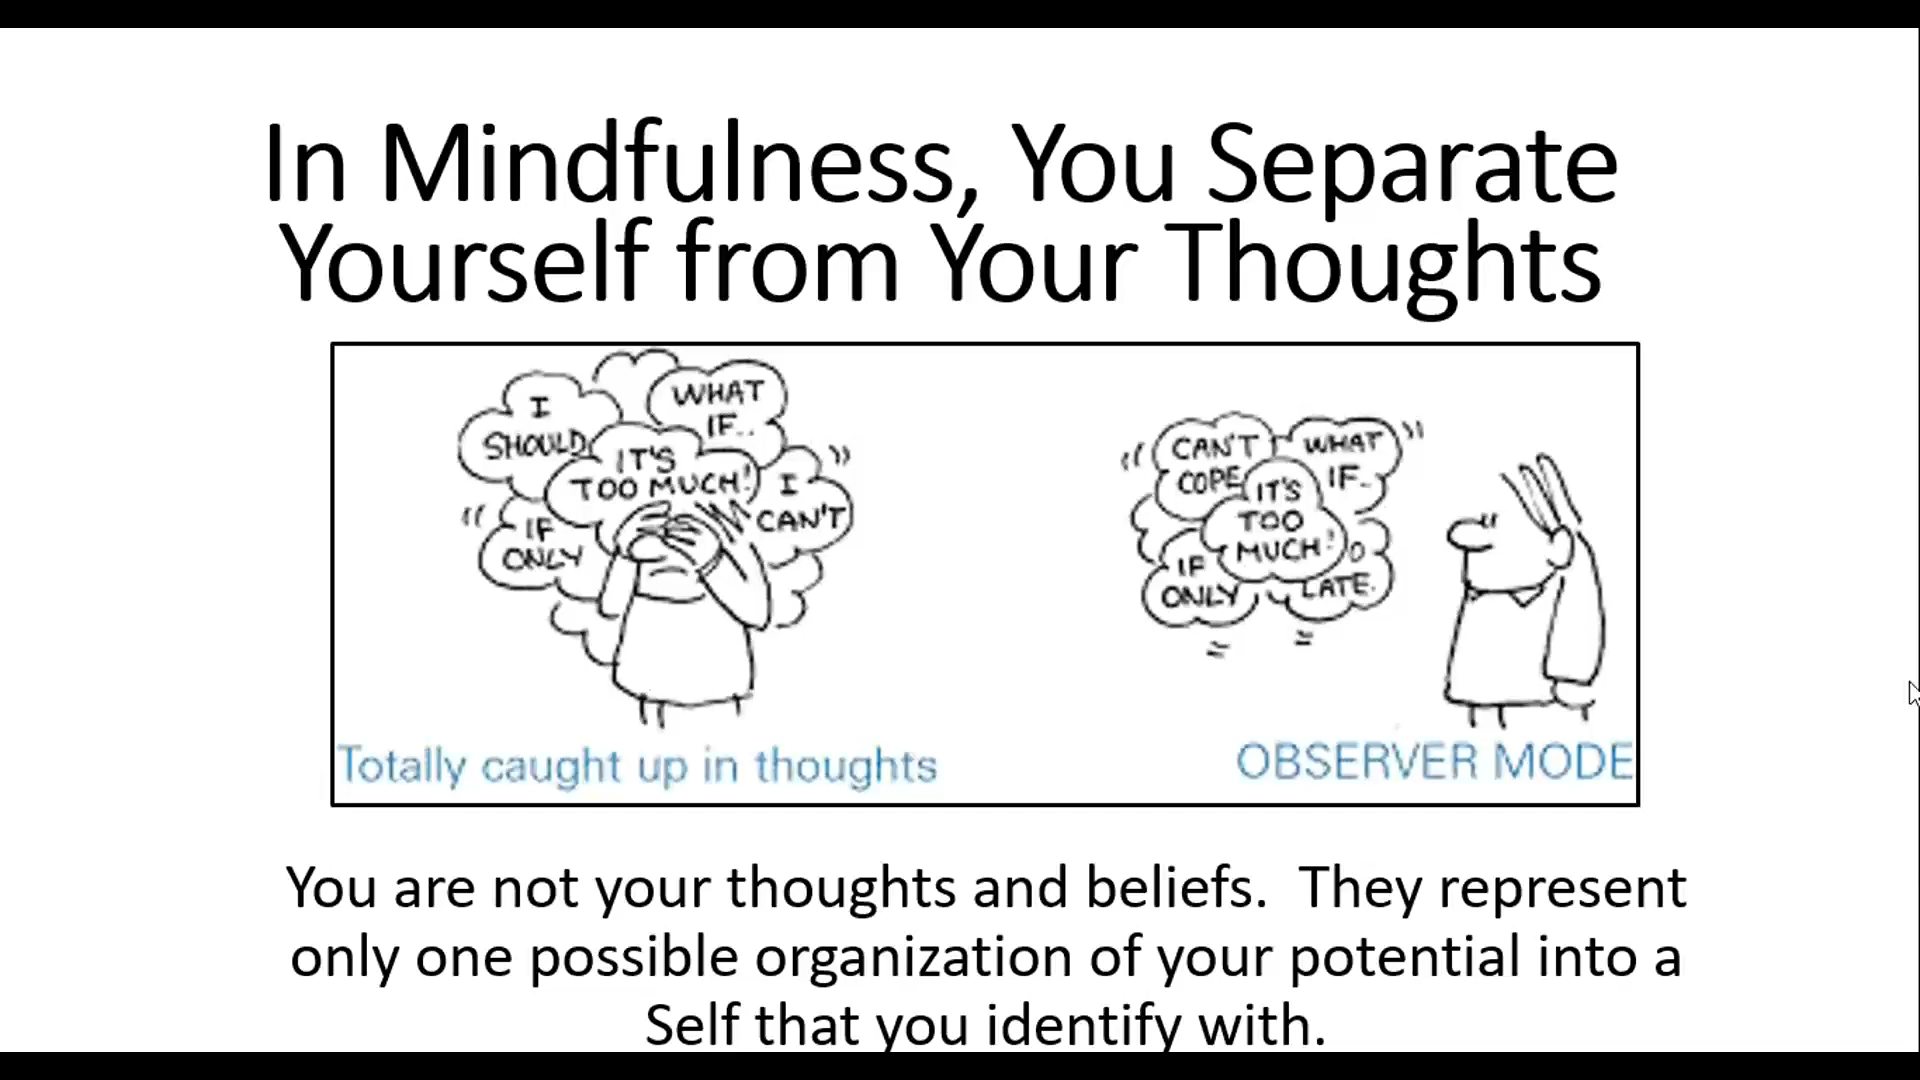 In Mindfulness, You Separate
Yourself from Your Thoughts
I
SHOULD
WHAT
IF..
IT'S
TOO MUCH!
I
CAN'T
IF
ONLY
Totally caught up in thoughts
CAN'T
COPE
WHAT
IF..
IT'S
TOO
MUCH!
IF
ONLY
LATE.
OBSERVER MODE
You are not your thoughts and beliefs. They represent
only one possible organization of your potential into a
Self that you identify with.